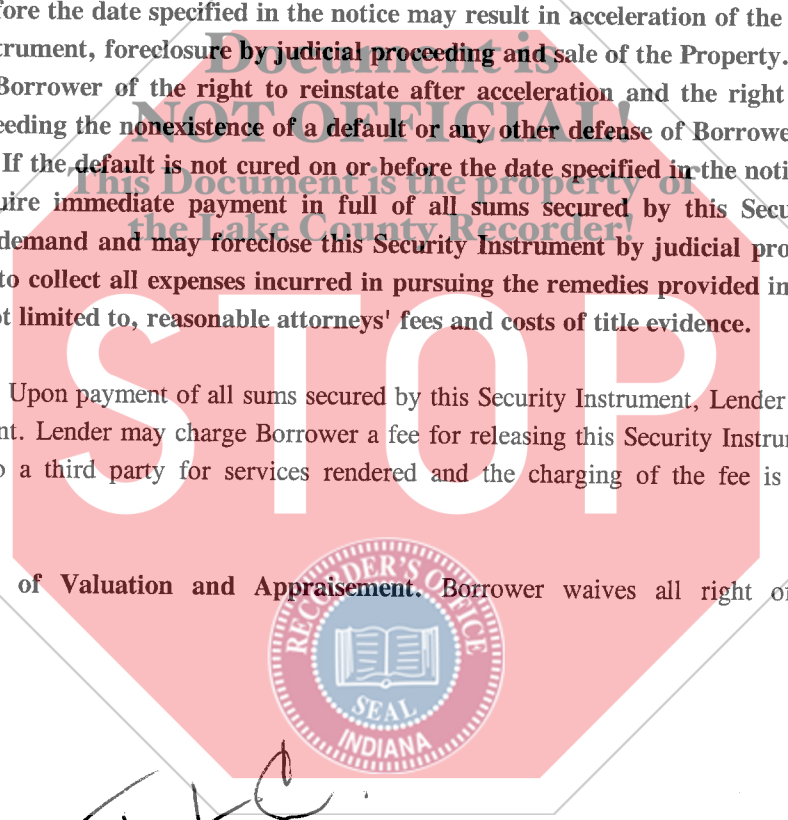 fore the date specified in the notice may result in acceleration of the
trument, foreclosure by judicial proceeding and sale of the Property.
Borrower of the right to reinstate after acceleration and the right
eeding the nonexistence of a default or any other defense of Borrowe
If the default is not cured on or before the date specified in the noti
uire immediate payment in full of all sums secured by this Secu
demand and may foreclose this Security Instrument by judicial pro
to collect all expenses incurred in pursuing the remedies provided in
t limited to, reasonable attorneys' fees and costs of title evidence.
Upon payment of all sums secured by this Security Instrument, Lender
nt. Lender may charge Borrower a fee for releasing this Security Instru
o a third party for services rendered and the charging of the fee is
of Valuation and Appraisement. Borrower waives all right of
Document is
NOT OFFICIAL!
This Document is the property of
the Lake County Recorder!
STOP
RECORDER'S OFFICE
SEAL
INDIANA